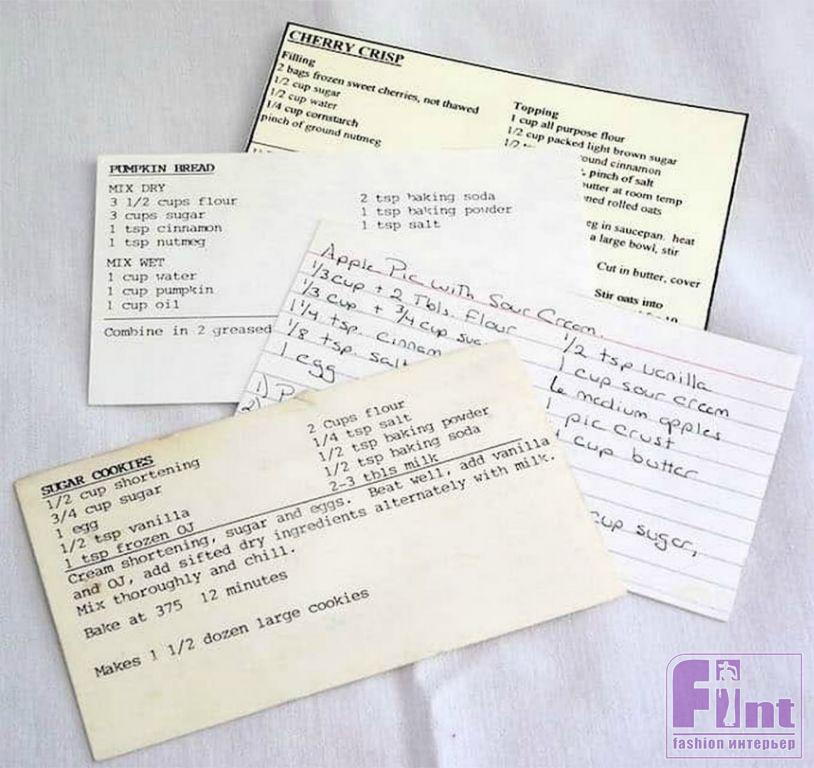 CHERRY CRISP
Filling
2 bags frozen sweet cherries, not thawed
1/2 cup sugar
1/2 cup water
1/4 cup cornstarch
pinch of ground nutmeg
Topping
1 cup all purpose flour
1/2 cup packed light brown sugar
1/2 ground cinnamon
pinch of salt
butter at room temp
rolled oats
in saucepan. heat
a large bowl, stir
Cut in butter, cover
Stir oats into
PUMPKIN BREAD
MIX DRY
3 1/2 cups flour
3 cups sugar
1 tsp cinnamon
1 tsp nutmeg
2 tsp baking soda
1 tsp baking powder
1 tsp salt
MIX WET
1 cup water
1 cup pumpkin
1 cup oil
Combine in 2 greased
Apple Pie with Sour Cream.
1/3 cup + 2 Tbls. flour
1/3 cup + 3/4 cup
1 1/4 tsp.
1/8 tsp. salt
1 egg
1)
2)
1/2 tsp vanilla
1 cup sour cream
6 medium apples
1 pie crust
cup butter
cup sugar,
SUGAR COOKIES
1/2 cup shortening
3/4 cup sugar
1 egg
1/2 tsp vanilla
1 tsp frozen OJ
2 Cups flour
1/4 tsp salt
1/2 tsp baking powder
1/2 tsp baking soda
2-3 tbls milk
Cream shortening, sugar and eggs. Beat well, add vanilla
and OJ, add sifted dry ingredients alternately with milk.
Mix thoroughly and chill.
Bake at 375 12 minutes
Makes 1 1/2 dozen large cookies
Flint
fashion интерьер